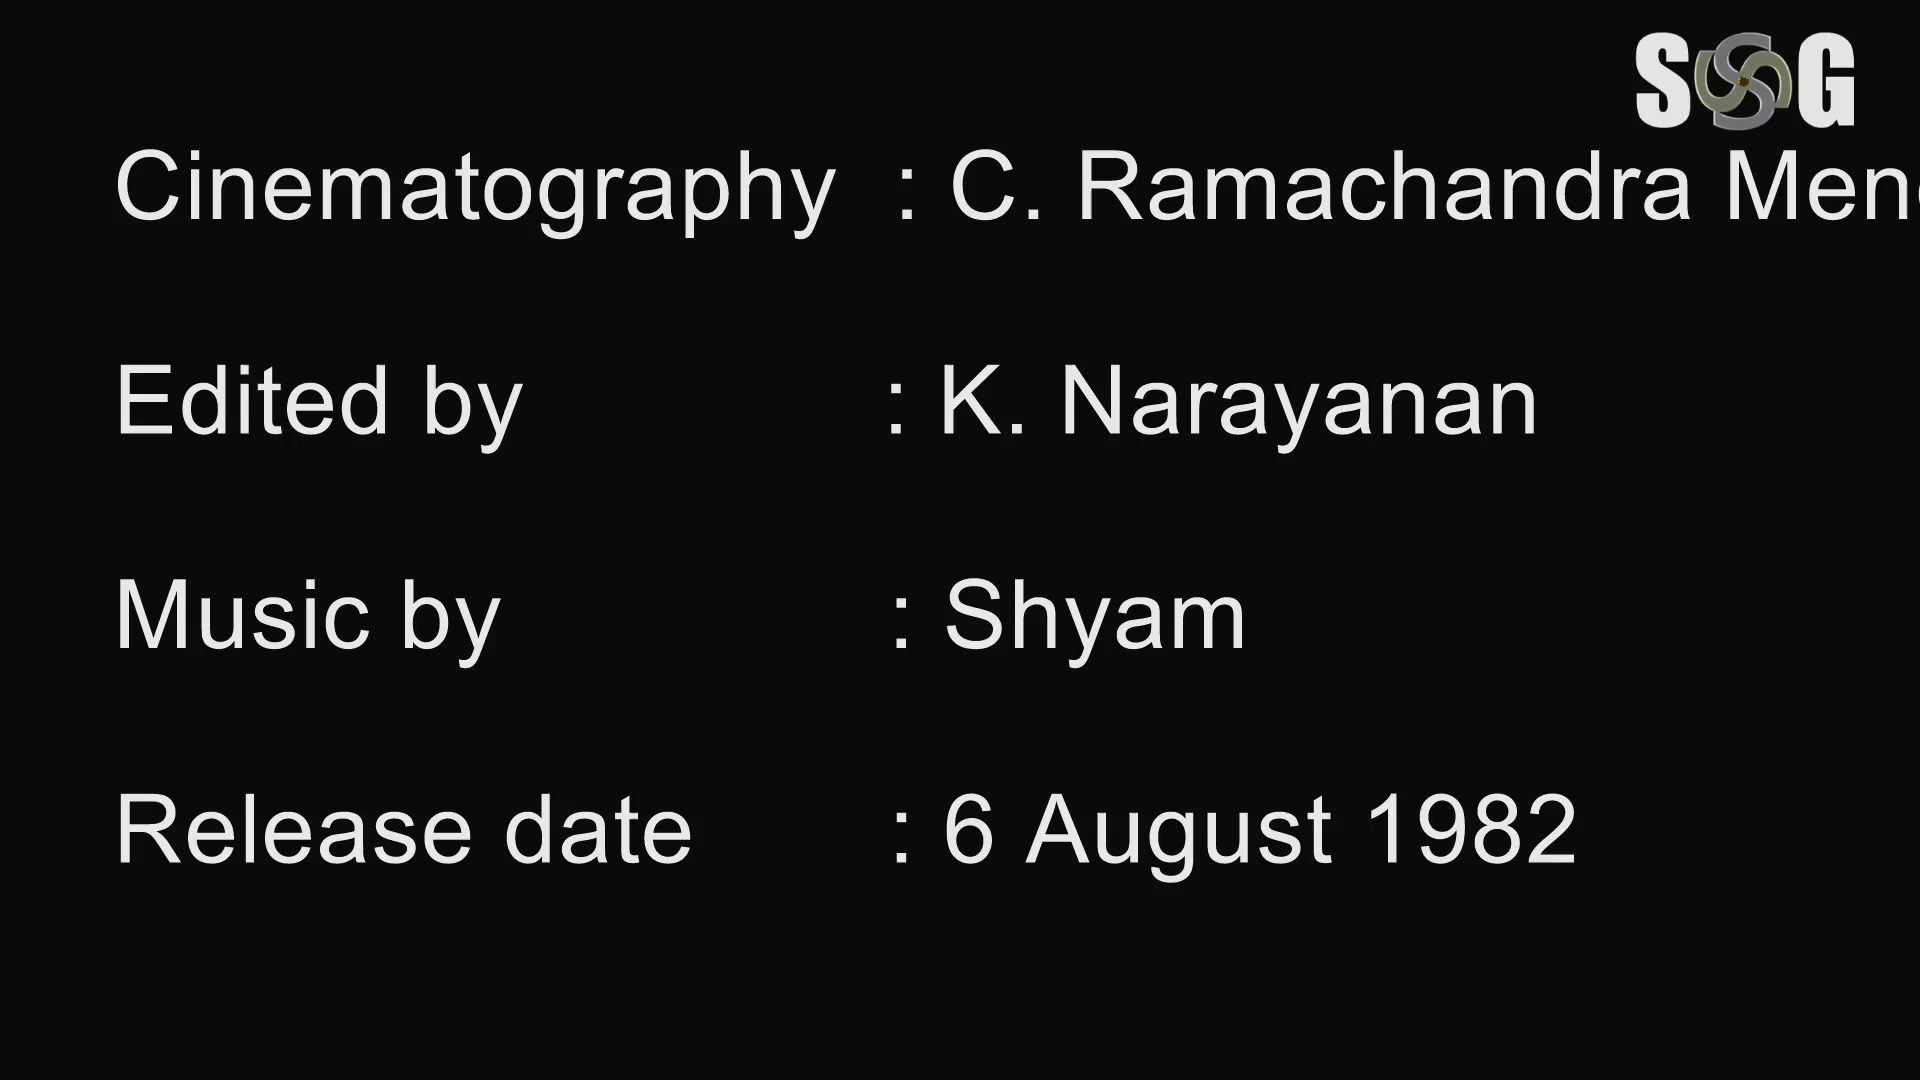 SSG
Cinematography : C. Ramachandra Men
Edited by : K. Narayanan
Music by : Shyam
Release date : 6 August 1982